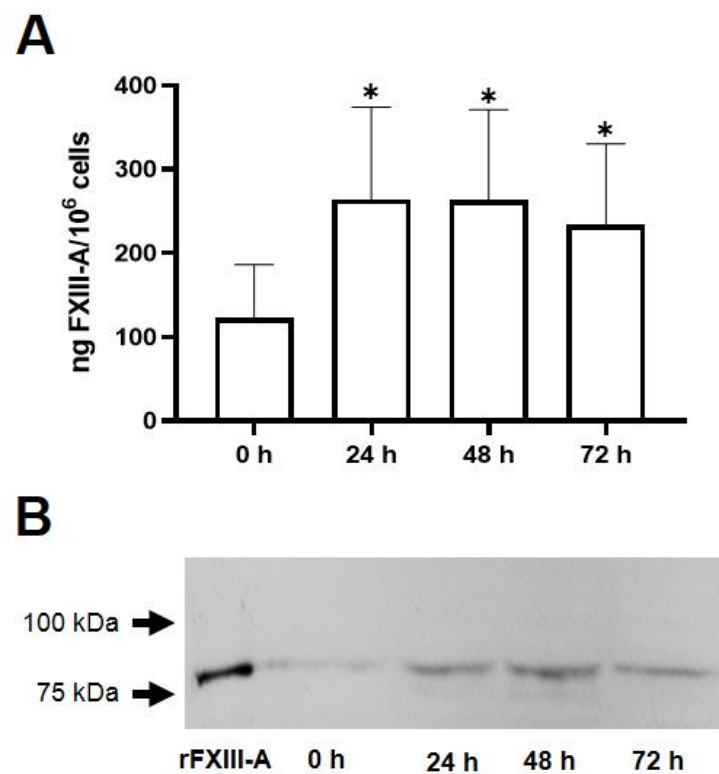 A
ng FXIII-A/10⁶ cells
400
300
200
100
0
*
*
*
0 h 24 h 48 h 72 h
B
100 kDa
75 kDa
rFXIII-A 0 h 24 h 48 h 72 h